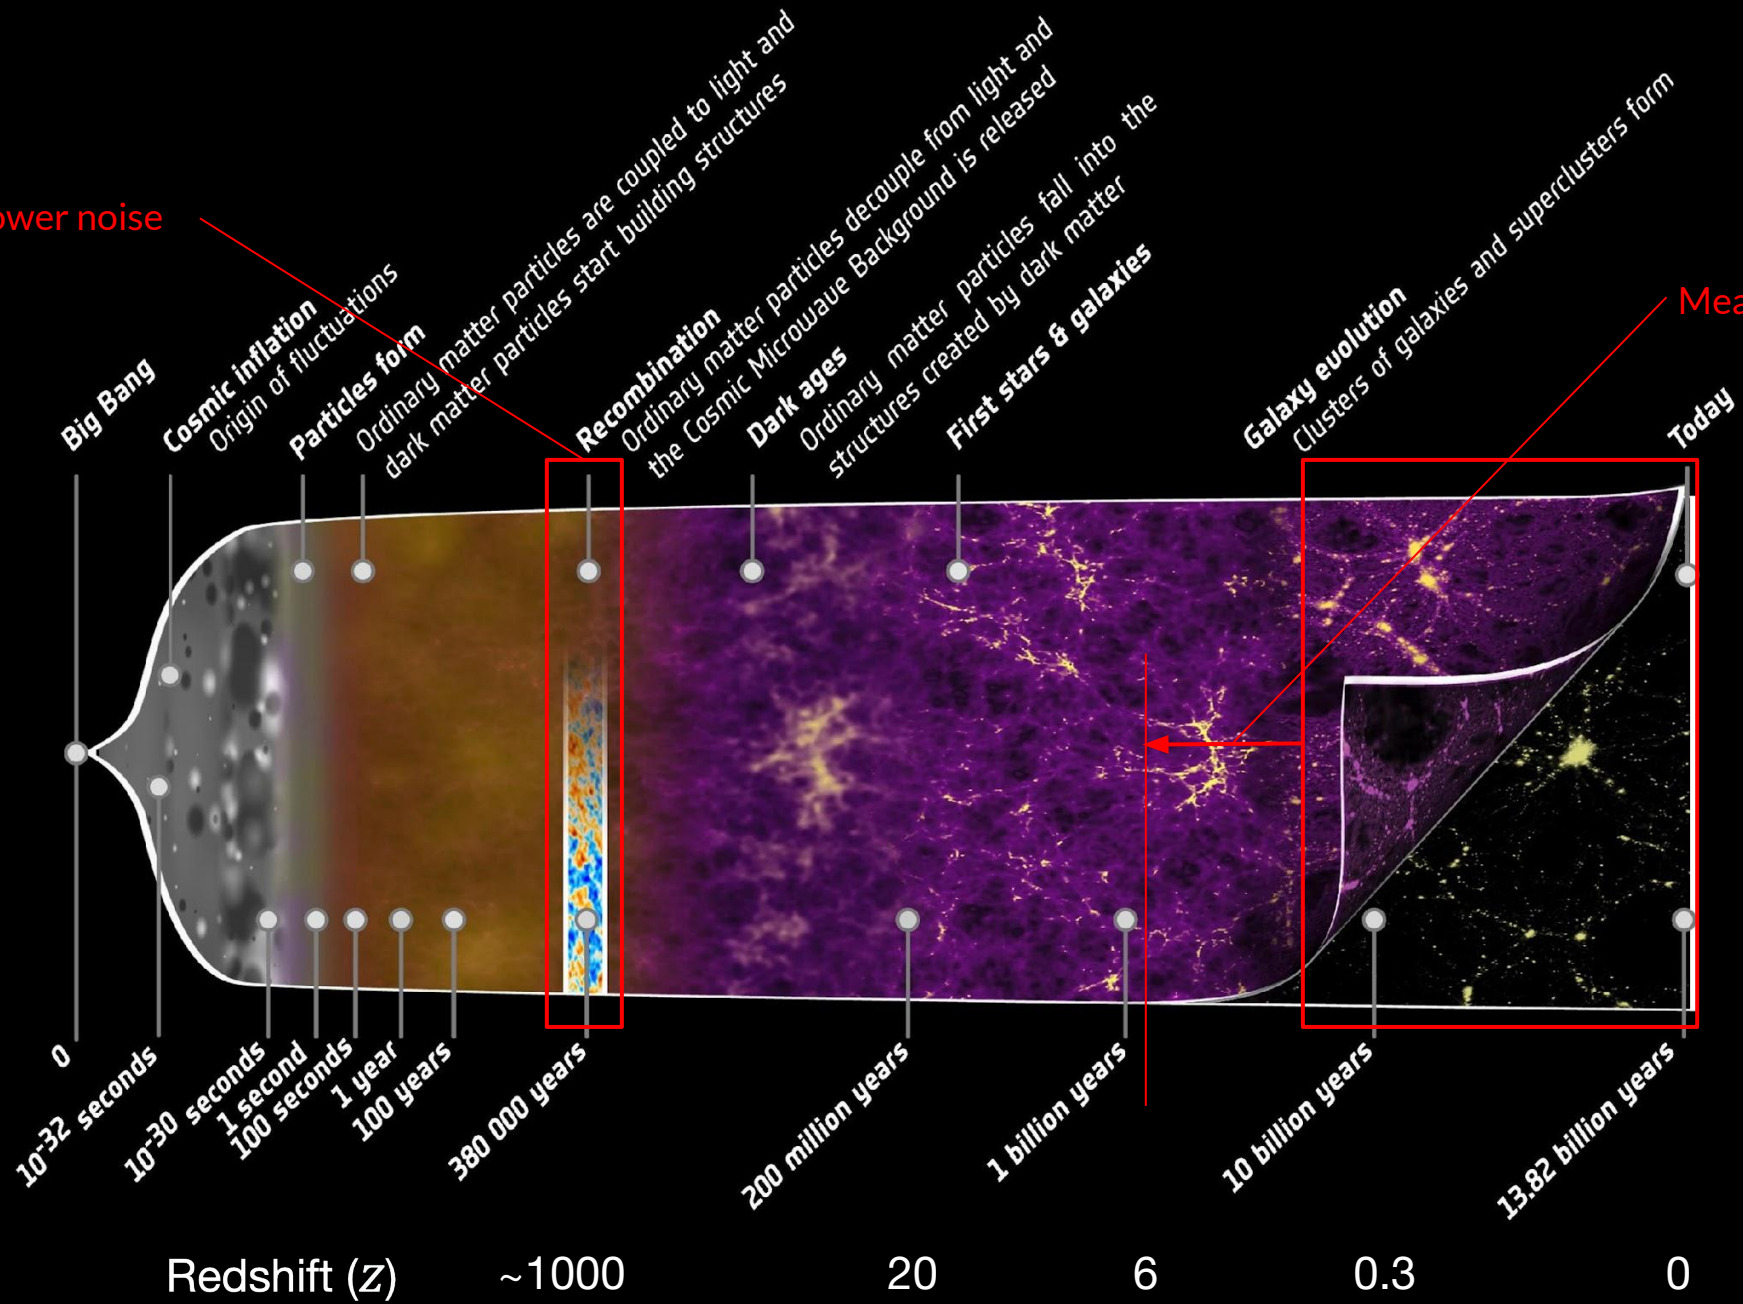 ower noise
Mea
Big Bang
Cosmic inflation
Origin of fluctuations
Particles form
Ordinary matter particles are coupled to light and
dark matter particles start building structures
Recombination
Ordinary matter particles decouple from light and
the Cosmic Microwave Background is released
Dark ages
Ordinary matter particles fall into the
structures created by dark matter
First stars & galaxies
Galaxy evolution
Clusters of galaxies and superclusters form
Today
0
10-32 seconds
10-30 seconds
1 second
100 seconds
1 year
100 years
380 000 years
200 million years
1 billion years
10 billion years
13.82 billion years
Redshift (z) ~1000 20 6 0.3 0